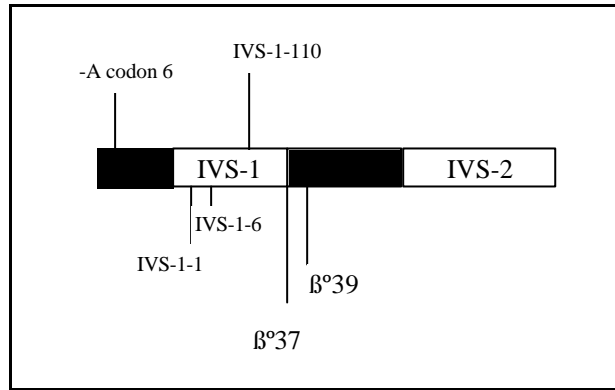 IVS-1-110
-A codon 6
IVS-1
IVS-2
IVS-1-6
IVS-1-1
ßº39
ßº37